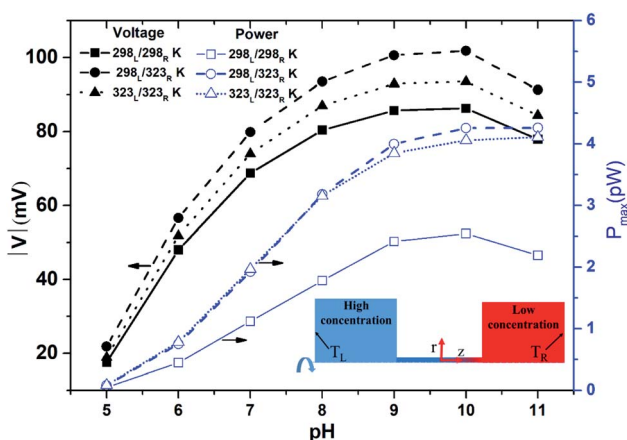 Voltage
Power
298L/298R K
298L/298R K
298L/323R K
298L/323R K
323L/323R K
323L/323R K
100
80
60
40
20
|V|(mV)
6
5
4
3
2
1
0
Pmax(pW)
High
concentration
Low
concentration
TL
r
z
TR
5
6
7
8
9
10
11
pH